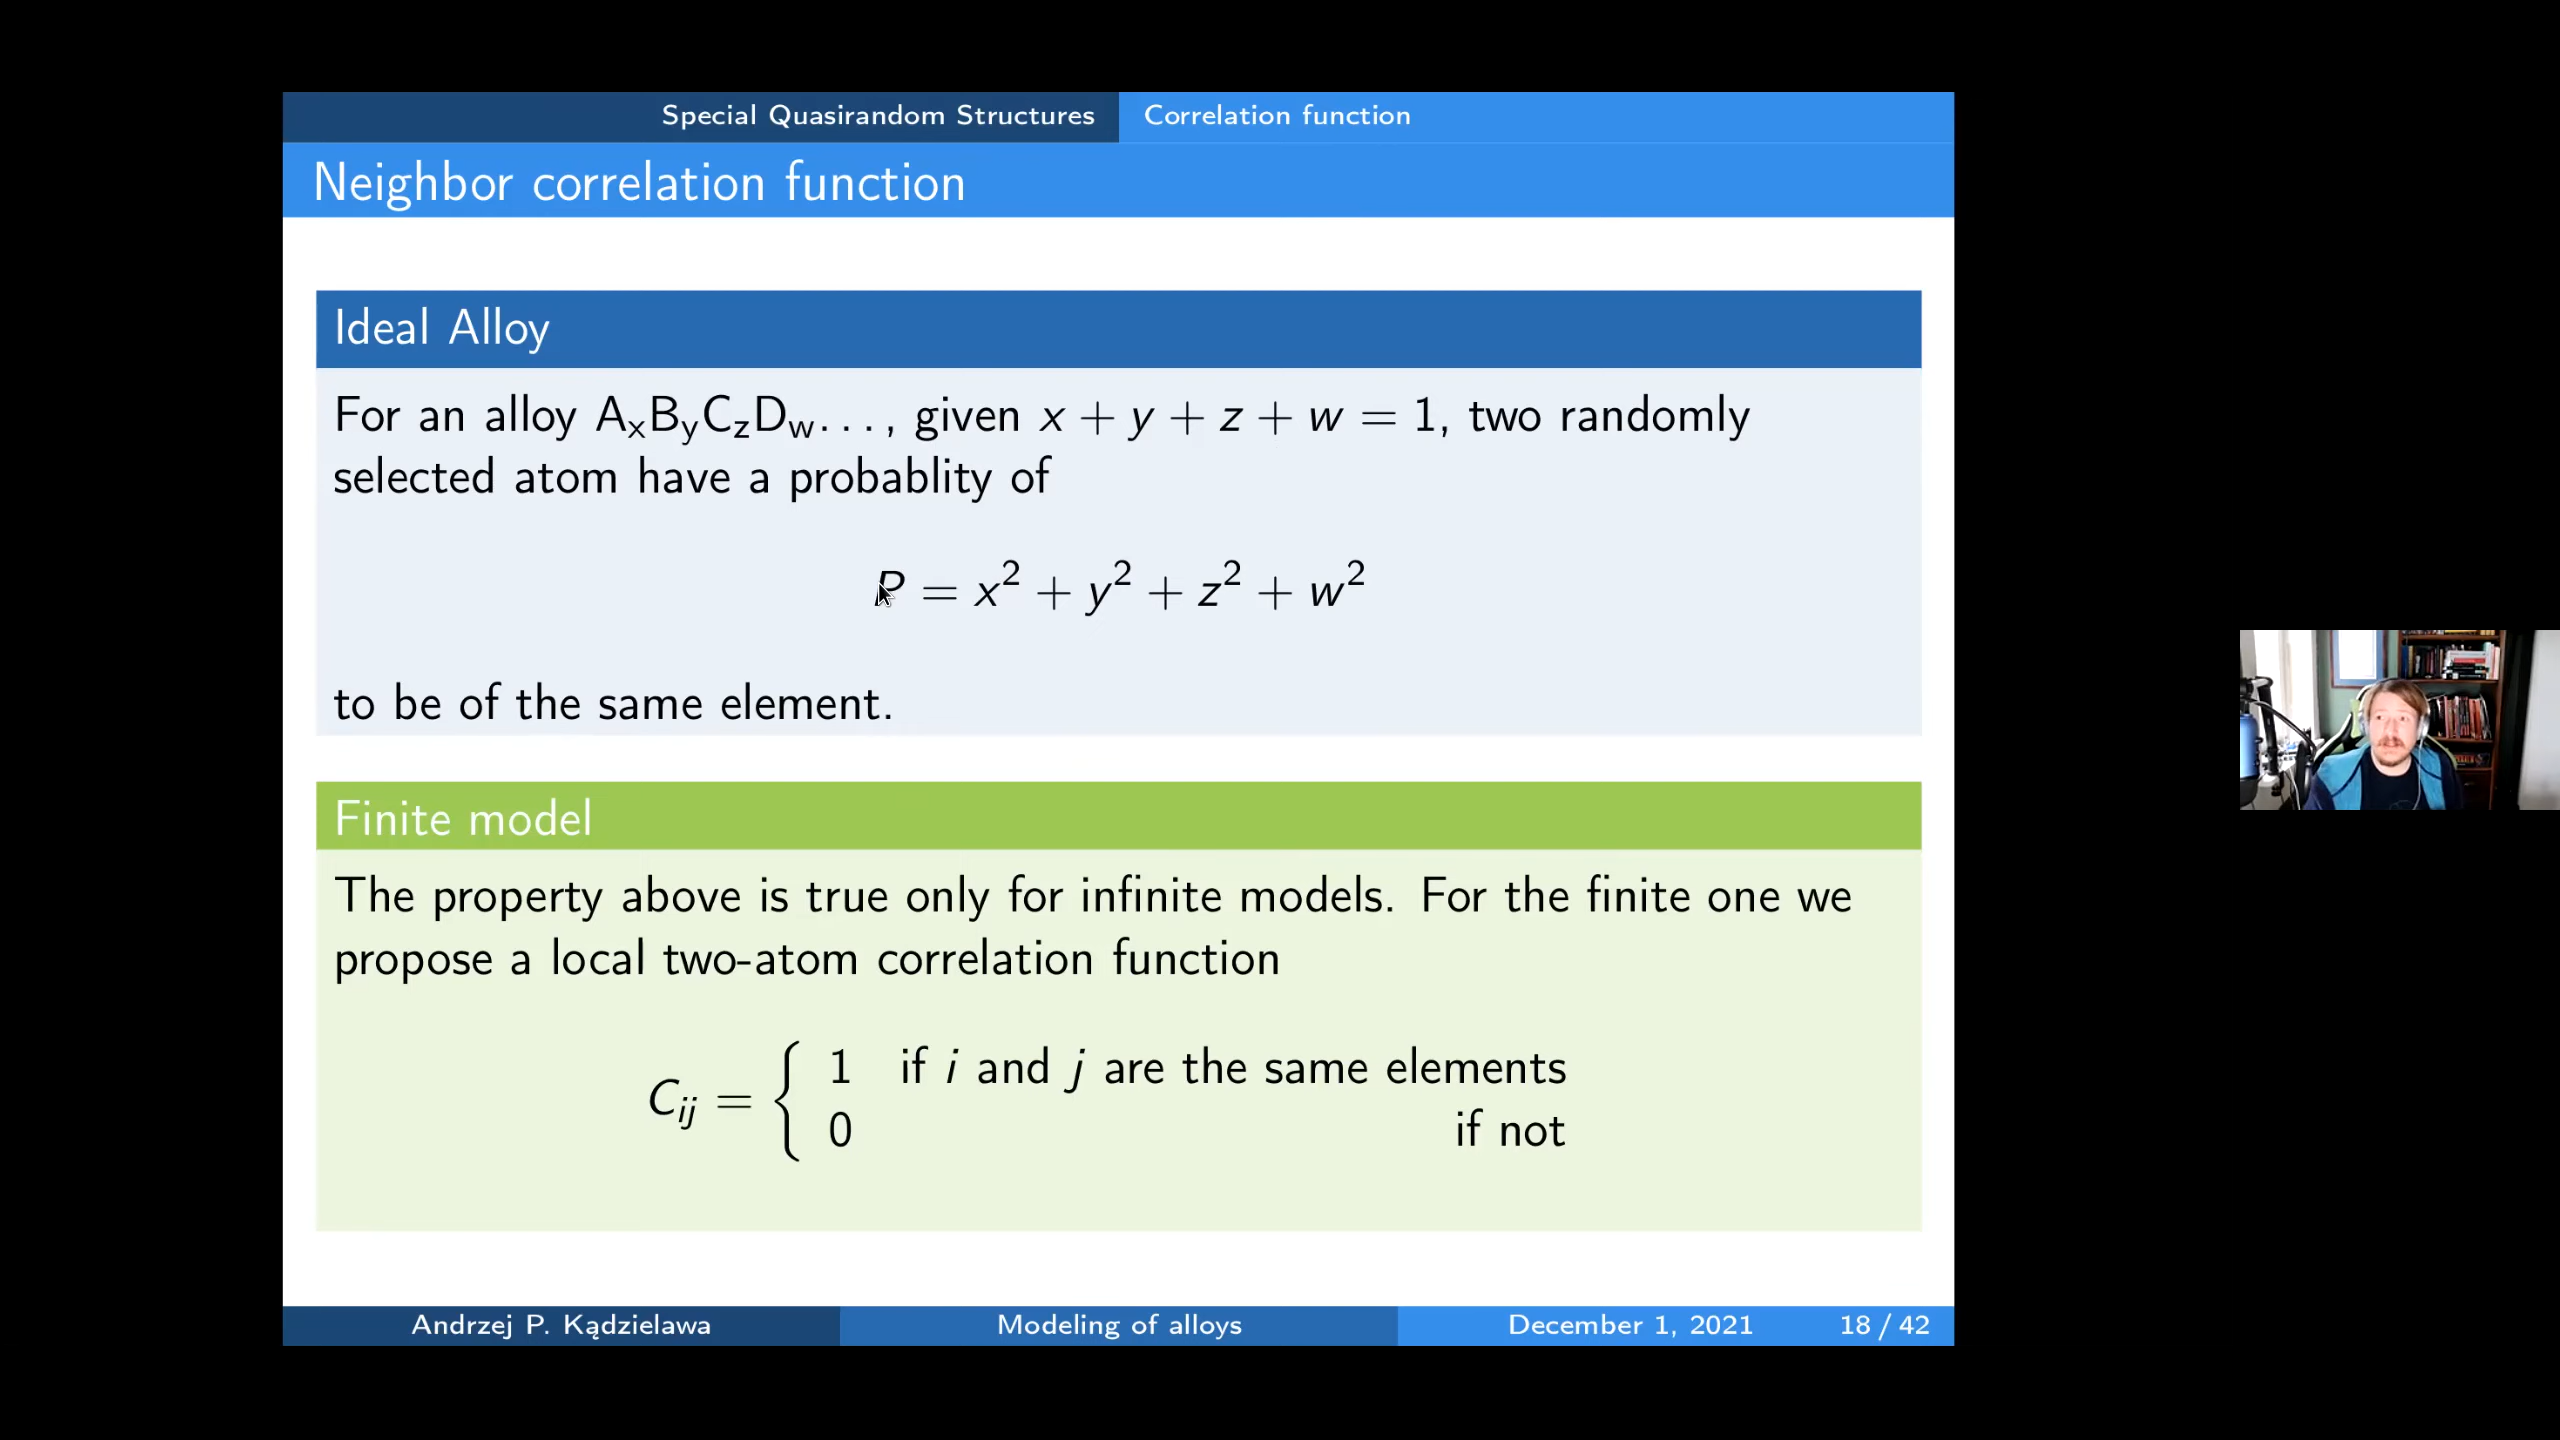 Special Quasirandom Structures
Correlation function
Neighbor correlation function
Ideal Alloy
For an alloy AₓBᵧC_zD_w..., given x + y + z + w = 1, two randomly
selected atom have a probablity of
P = x² + y² + z² + w²
to be of the same element.
Finite model
The property above is true only for infinite models. For the finite one we
propose a local two-atom correlation function
C_ij = { 1 if i and j are the same elements
0 if not
Andrzej P. Kądzielawa
Modeling of alloys
December 1, 2021
18 / 42